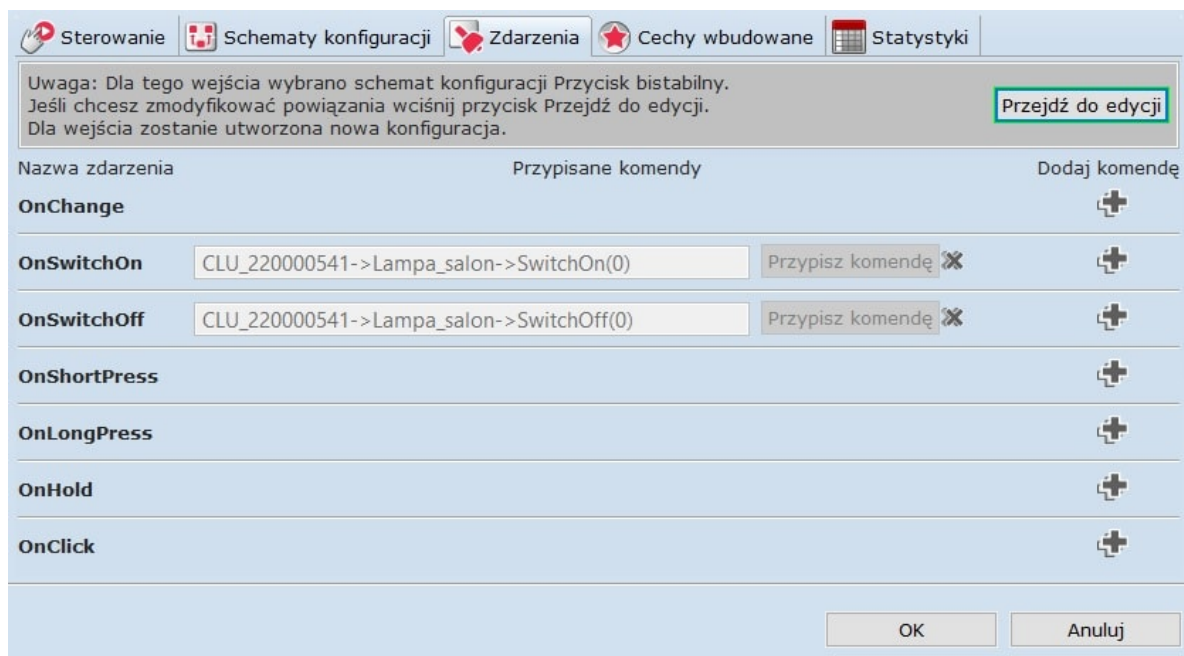 Sterowanie Schematy konfiguracji Zdarzenia Cechy wbudowane Statystyki
Uwaga: Dla tego wejścia wybrano schemat konfiguracji Przycisk bistabilny.
Jeśli chcesz zmodyfikować powiązania wciśnij przycisk Przejdź do edycji.
Dla wejścia zostanie utworzona nowa konfiguracja.
Przejdź do edycji
Nazwa zdarzenia Przypisane komendy Dodaj komendę
OnChange
OnSwitchOn CLU_220000541->Lampa_salon->SwitchOn(0) Przypisz komendę
OnSwitchOff CLU_220000541->Lampa_salon->SwitchOff(0) Przypisz komendę
OnShortPress
OnLongPress
OnHold
OnClick
OK Anuluj